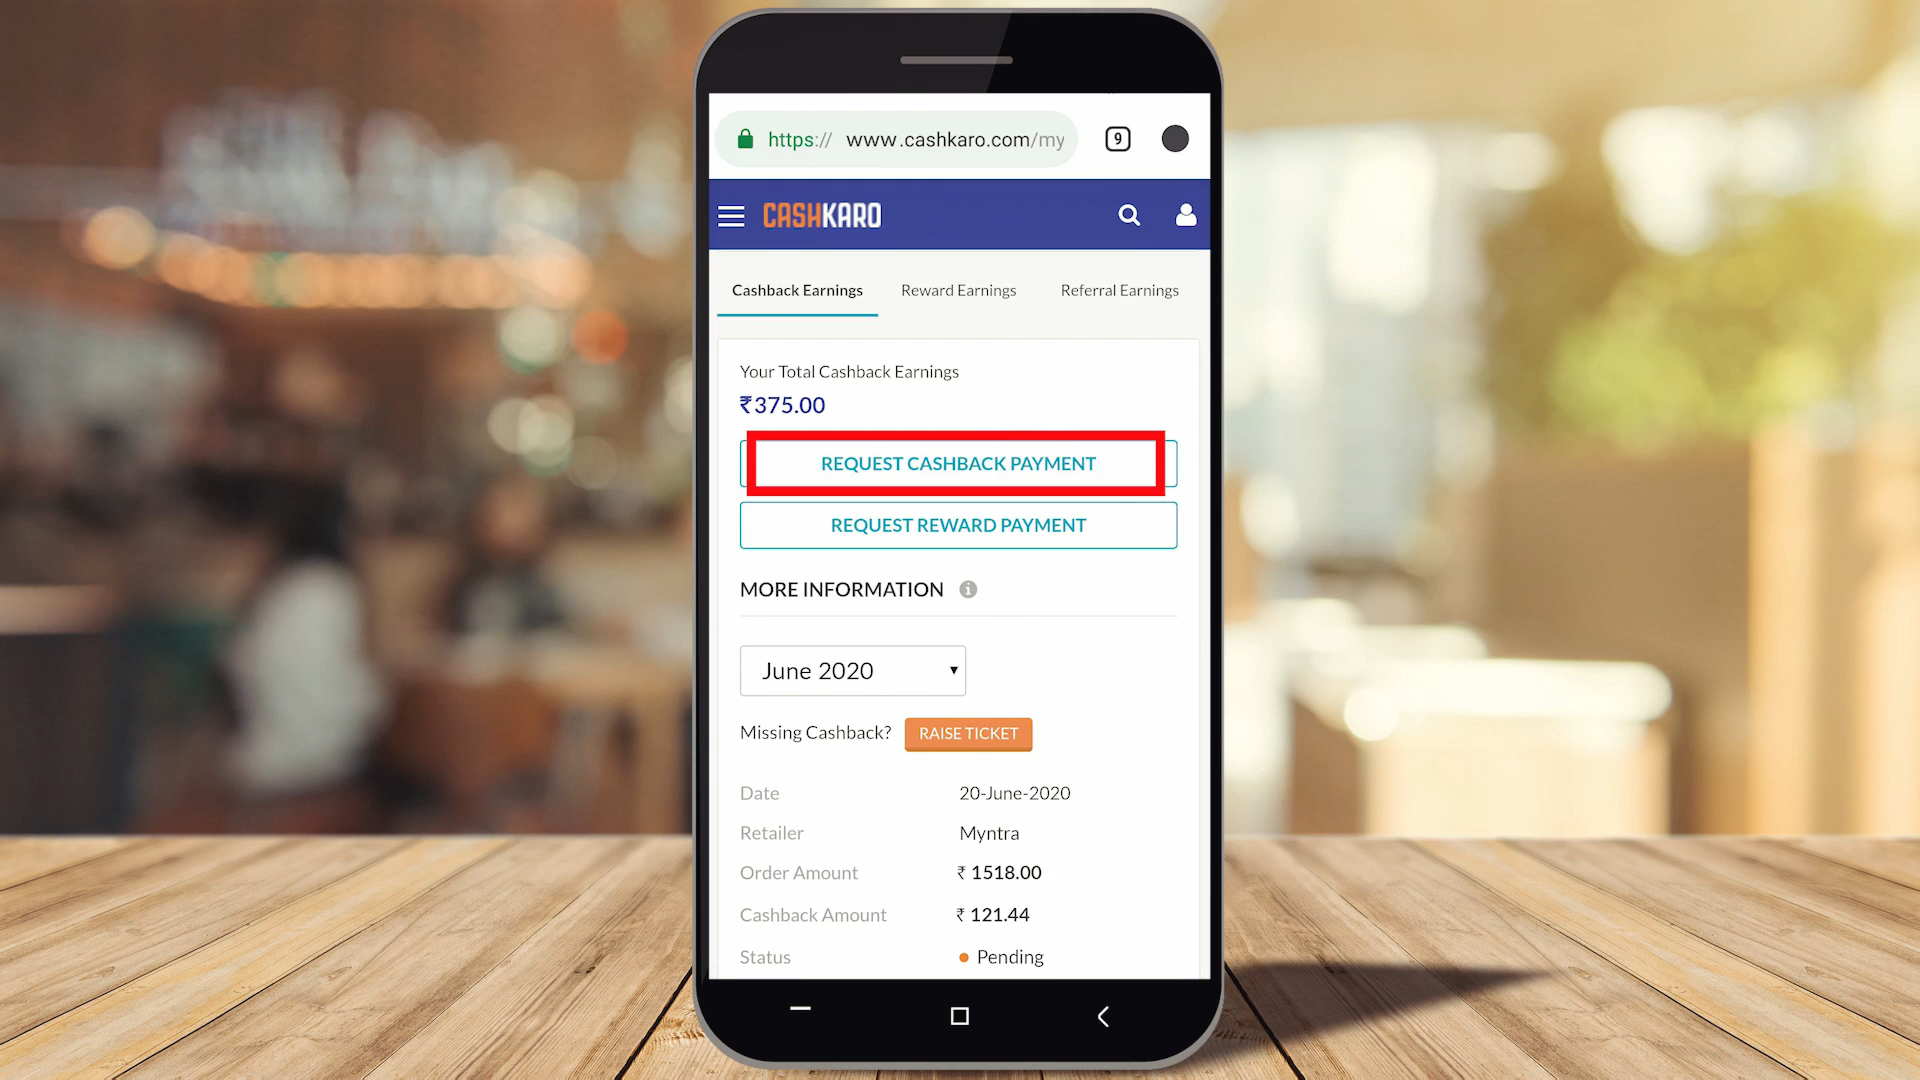 https:// www.cashkaro.com/my
9
CASHKARO
Cashback Earnings Reward Earnings Referral Earnings
Your Total Cashback Earnings
₹375.00
REQUEST CASHBACK PAYMENT
REQUEST REWARD PAYMENT
MORE INFORMATION
June 2020
Missing Cashback? RAISE TICKET
Date 20-June-2020
Retailer Myntra
Order Amount ₹ 1518.00
Cashback Amount ₹ 121.44
Status Pending